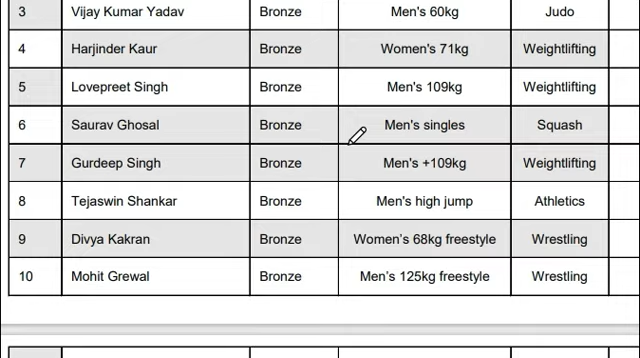 3 Vijay Kumar Yadav Bronze Men's 60kg Judo
4 Harjinder Kaur Bronze Women's 71kg Weightlifting
5 Lovepreet Singh Bronze Men's 109kg Weightlifting
6 Saurav Ghosal Bronze Men's singles Squash
7 Gurdeep Singh Bronze Men's +109kg Weightlifting
8 Tejaswin Shankar Bronze Men's high jump Athletics
9 Divya Kakran Bronze Women’s 68kg freestyle Wrestling
10 Mohit Grewal Bronze Men’s 125kg freestyle Wrestling